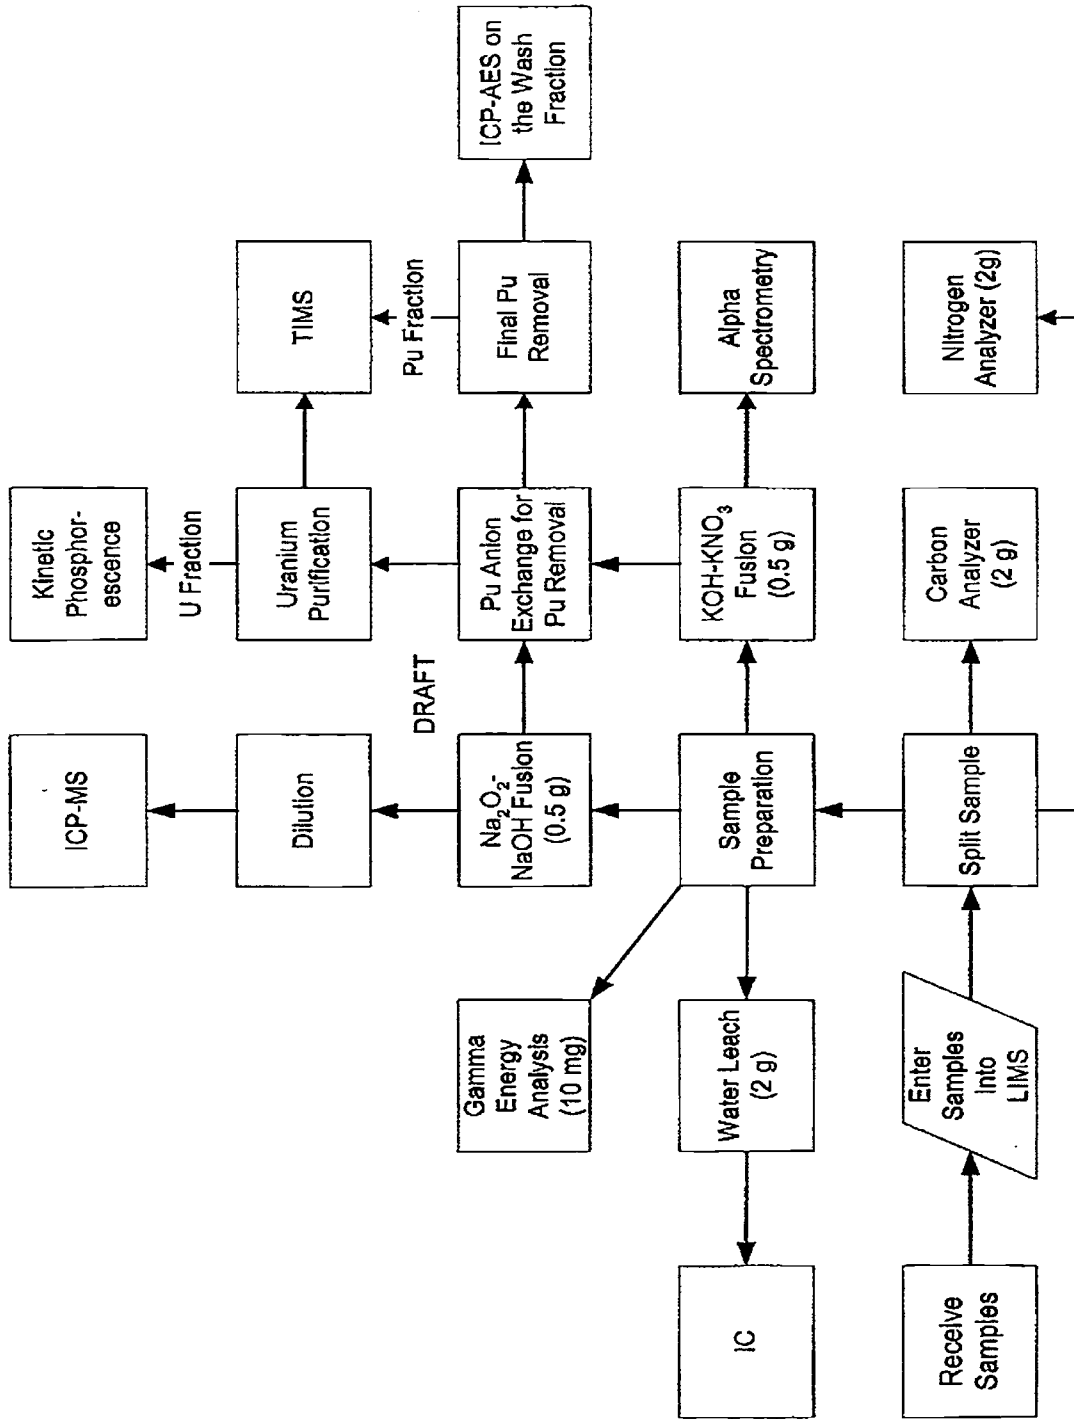 ICP-MS
Kinetic
Phosphor-
escence
U Fraction
Dilution
Uranium
Purification
TIMS
DRAFT
Pu Fraction
Gamma
Energy
Analysis
(10 mg)
Na₂O₂-
NaOH Fusion
(0.5 g)
Pu Anion
Exchange for
Pu Removal
Final Pu
Removal
ICP-AES on
the Wash
Fraction
IC
Water Leach
(2 g)
Sample
Preparation
KOH-KNO₃
Fusion
(0.5 g)
Alpha
Spectrometry
Receive
Samples
Enter
Samples
Into
LIMS
Split Sample
Carbon
Analyzer
(2 g)
Nitrogen
Analyzer (2g)